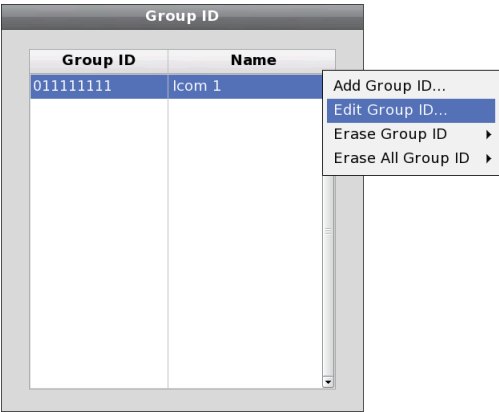 Group ID
Group ID Name
011111111 Icom 1
Add Group ID...
Edit Group ID...
Erase Group ID
Erase All Group ID